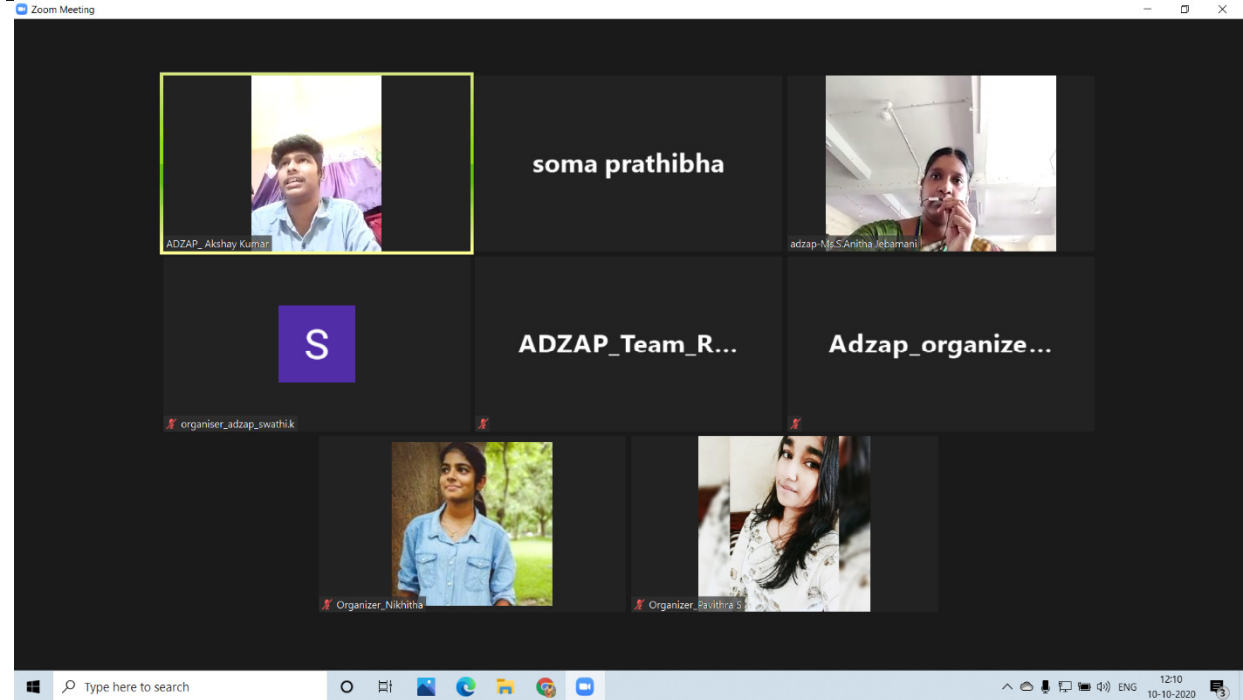 Zoom Meeting
ADZAP_ Akshay Kumar
soma prathibha
adzap-Ms.S.Anitha Jebamani
S
organiser_adzap_swathi.k
ADZAP_Team_R...
Adzap_organize...
Organizer_Nikhitha
Organizer_Pavithra S
Type here to search
ENG
12:10
10-10-2020
3